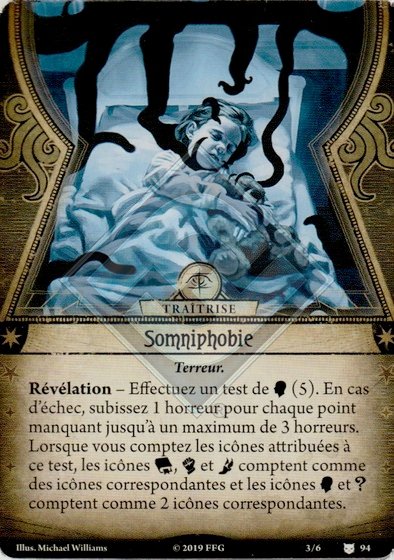 TRAÎTRISE
Somniphobie
Terreur.
Révélation – Effectuez un test de (5). En cas
d'échec, subissez 1 horreur pour chaque point
manquant jusqu'à un maximum de 3 horreurs.
Lorsque vous comptez les icônes attribuées à
ce test, les icônes , et comptent comme
des icônes correspondantes et les icônes et ?
comptent comme 2 icônes correspondantes.
Illus. Michael Williams © 2019 FFG 3/6 94